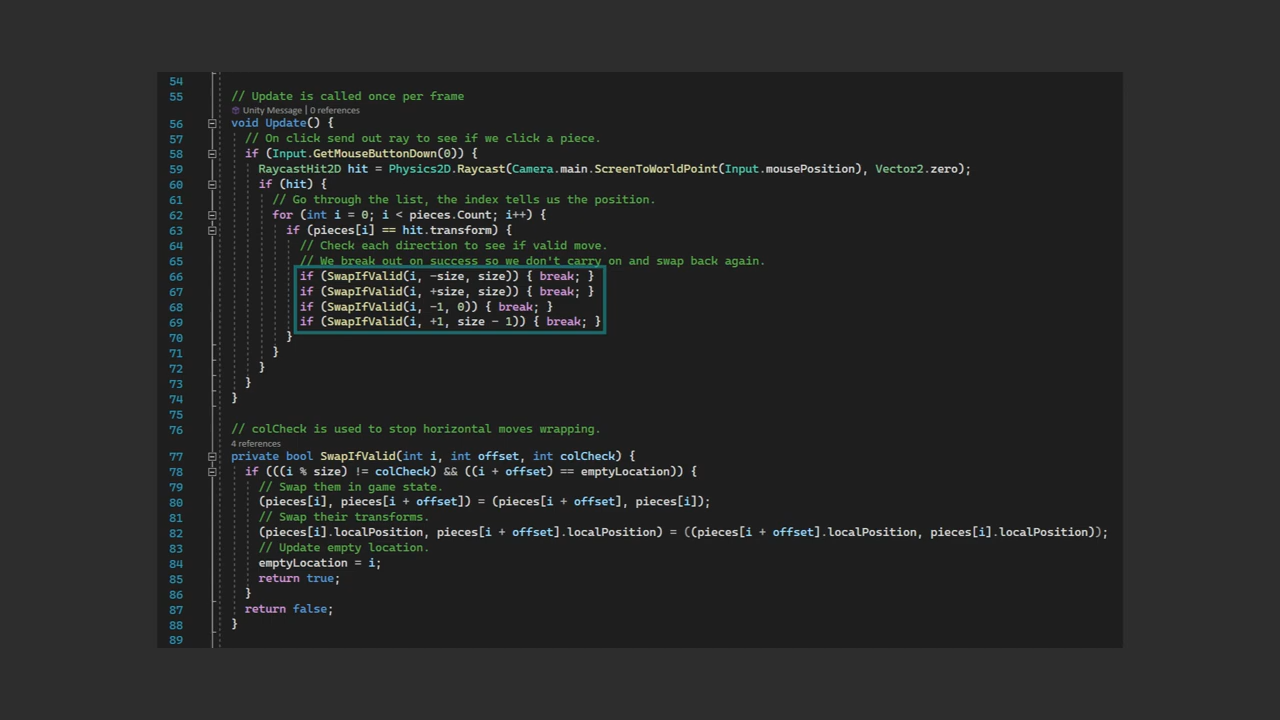 54
55 // Update is called once per frame
Unity Message | 0 references
56 void Update() {
57 // On click send out ray to see if we click a piece.
58 if (Input.GetMouseButtonDown(0)) {
59 RaycastHit2D hit = Physics2D.Raycast(Camera.main.ScreenToWorldPoint(Input.mousePosition), Vector2.zero);
60 if (hit) {
61 // Go through the list, the index tells us the position.
62 for (int i = 0; i < pieces.Count; i++) {
63 if (pieces[i] == hit.transform) {
64 // Check each direction to see if valid move.
65 // We break out on success so we don't carry on and swap back again.
66 if (SwapIfValid(i, -size, size)) { break; }
67 if (SwapIfValid(i, +size, size)) { break; }
68 if (SwapIfValid(i, -1, 0)) { break; }
69 if (SwapIfValid(i, +1, size - 1)) { break; }
70 }
71 }
72 }
73 }
74 }
75
76 // colCheck is used to stop horizontal moves wrapping.
4 references
77 private bool SwapIfValid(int i, int offset, int colCheck) {
78 if (((i % size) != colCheck) && ((i + offset) == emptyLocation)) {
79 // Swap them in game state.
80 (pieces[i], pieces[i + offset]) = (pieces[i + offset], pieces[i]);
81 // Swap their transforms.
82 (pieces[i].localPosition, pieces[i + offset].localPosition) = ((pieces[i + offset].localPosition, pieces[i].localPosition));
83 // Update empty location.
84 emptyLocation = i;
85 return true;
86 }
87 return false;
88 }
89